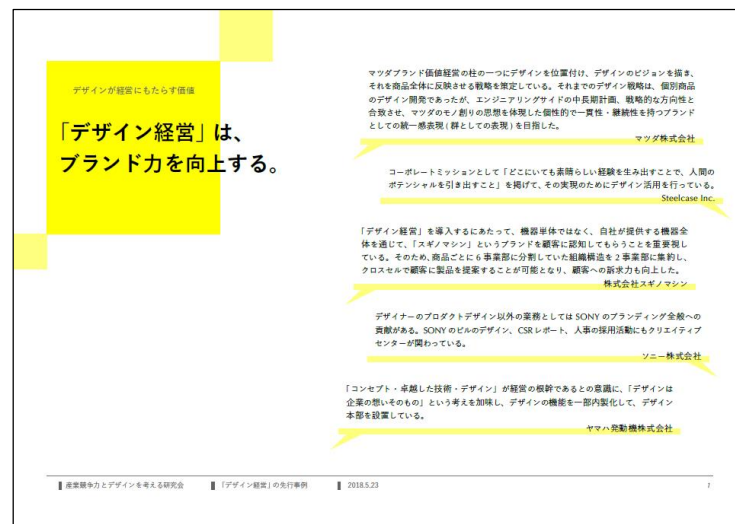 デザインが経営にもたらす価値
「デザイン経営」は、
ブランド力を向上する。
マツダブランド価値経営の柱の一つにデザインを位置付け、デザインのビジョンを描き、
それを商品全体に反映させる戦略を策定している。それまでのデザイン戦略は、個別商品
のデザイン開発であったが、エンジニアリングサイドの中長期計画、戦略的な方向性と
合致させ、マツダのモノ創りの思想を体現した個性的で一貫性・継続性を持つブランド
としての統一感表現(群としての表現)を目指した。
マツダ株式会社
コーポレートミッションとして「どこにいても素晴らしい経験を生み出すことで、人間の
ポテンシャルを引き出すこと」を掲げて、その実現のためにデザイン活用を行っている。
Steelcase Inc.
「デザイン経営」を導入するにあたって、機器単体ではなく、自社が提供する機器全
体を通じて、「スギノマシン」というブランドを顧客に認知してもらうことを重要視し
ている。そのため、商品ごとに6事業部に分割していた組織構造を2事業部に集約し、
クロスセルで顧客に製品を提案することが可能となり、顧客への訴求力も向上した。
株式会社スギノマシン
デザイナーのプロダクトデザイン以外の業務としては SONY のブランディング全般への
貢献がある。SONY のビルのデザイン、CSR レポート、人事の採用活動にもクリエイティブ
センターが関わっている。
ソニー株式会社
「コンセプト・卓越した技術・デザイン」が経営の根幹であるとの意識に、「デザインは
企業の想いそのもの」という考えを加味し、デザインの機能を一部内製化して、デザイン
本部を設置している。
ヤマハ発動機株式会社
産業競争力とデザインを考える研究会 「デザイン経営」の先行事例 2018.5.23 1